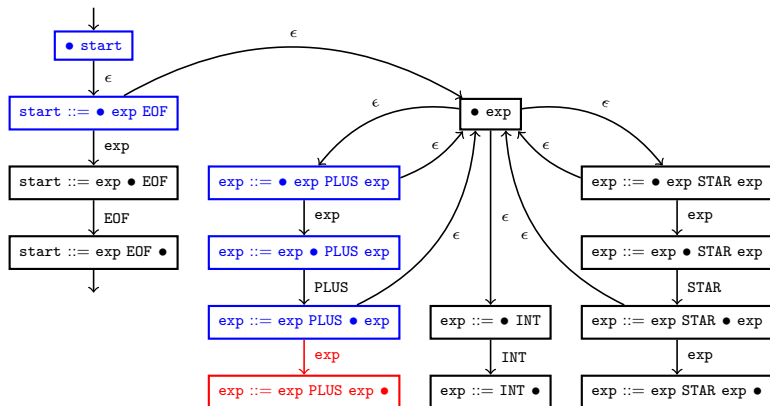 ● start
ϵ
ϵ
start ::= ● exp EOF
exp
start ::= exp ● EOF
EOF
start ::= exp EOF ●
● exp
ϵ
ϵ
ϵ
ϵ
exp ::= ● exp PLUS exp
exp
exp ::= exp ● PLUS exp
PLUS
exp ::= exp PLUS ● exp
exp
exp ::= exp PLUS exp ●
ϵ
ϵ
ϵ
exp ::= ● INT
INT
exp ::= INT ●
exp ::= ● exp STAR exp
exp
exp ::= exp ● STAR exp
STAR
exp ::= exp STAR ● exp
exp
exp ::= exp STAR exp ●